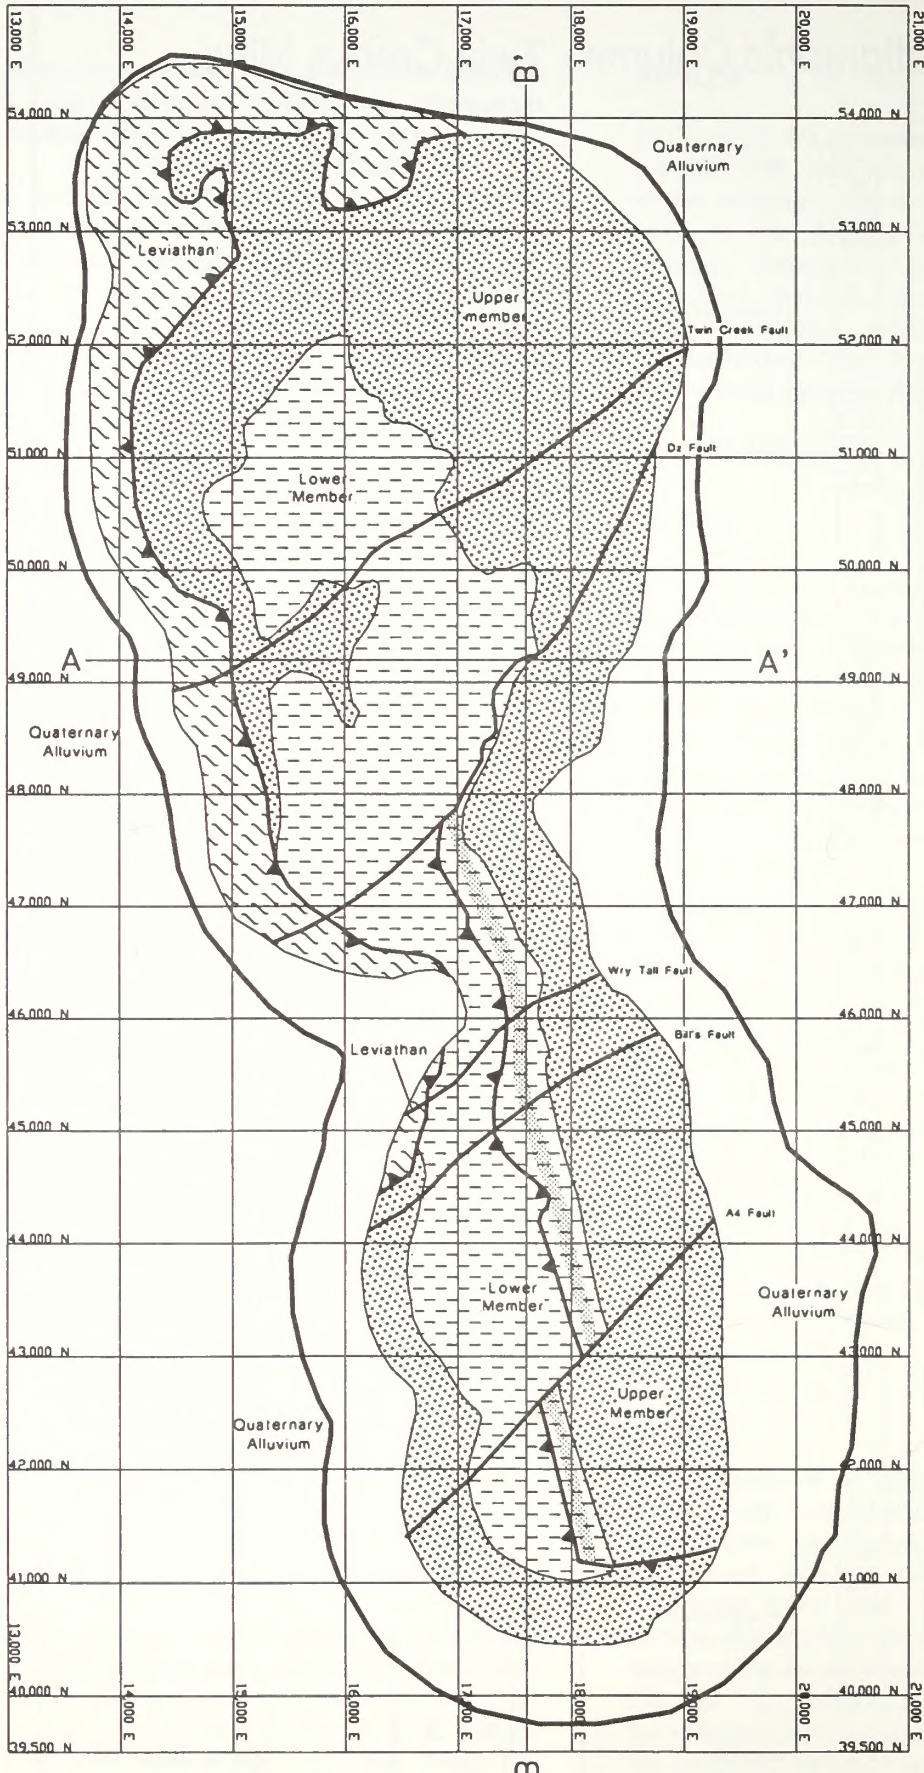 13,000 E
14,000 E
15,000 E
16,000 E
17,000 E
18,000 E
19,000 E
20,000 E
21,000 E
B'
54,000 N
54,000 N
Quaternary
Alluvium
53,000 N
53,000 N
Leviathan
Upper
member
Twin Creek Fault
52,000 N
52,000 N
Dz Fault
51,000 N
51,000 N
Lower
Member
50,000 N
50,000 N
A
A'
49,000 N
49,000 N
Quaternary
Alluvium
48,000 N
48,000 N
47,000 N
47,000 N
Wry Tail Fault
46,000 N
46,000 N
Bill's Fault
Leviathan
45,000 N
45,000 N
A4 Fault
44,000 N
44,000 N
Lower
Member
Quaternary
Alluvium
43,000 N
43,000 N
Upper
Member
Quaternary
Alluvium
42,000 N
42,000 N
41,000 N
41,000 N
40,000 N
40,000 N
13,000 E
14,000 E
15,000 E
16,000 E
17,000 E
18,000 E
19,000 E
20,000 E
21,000 E
39,500 N
39,500 N